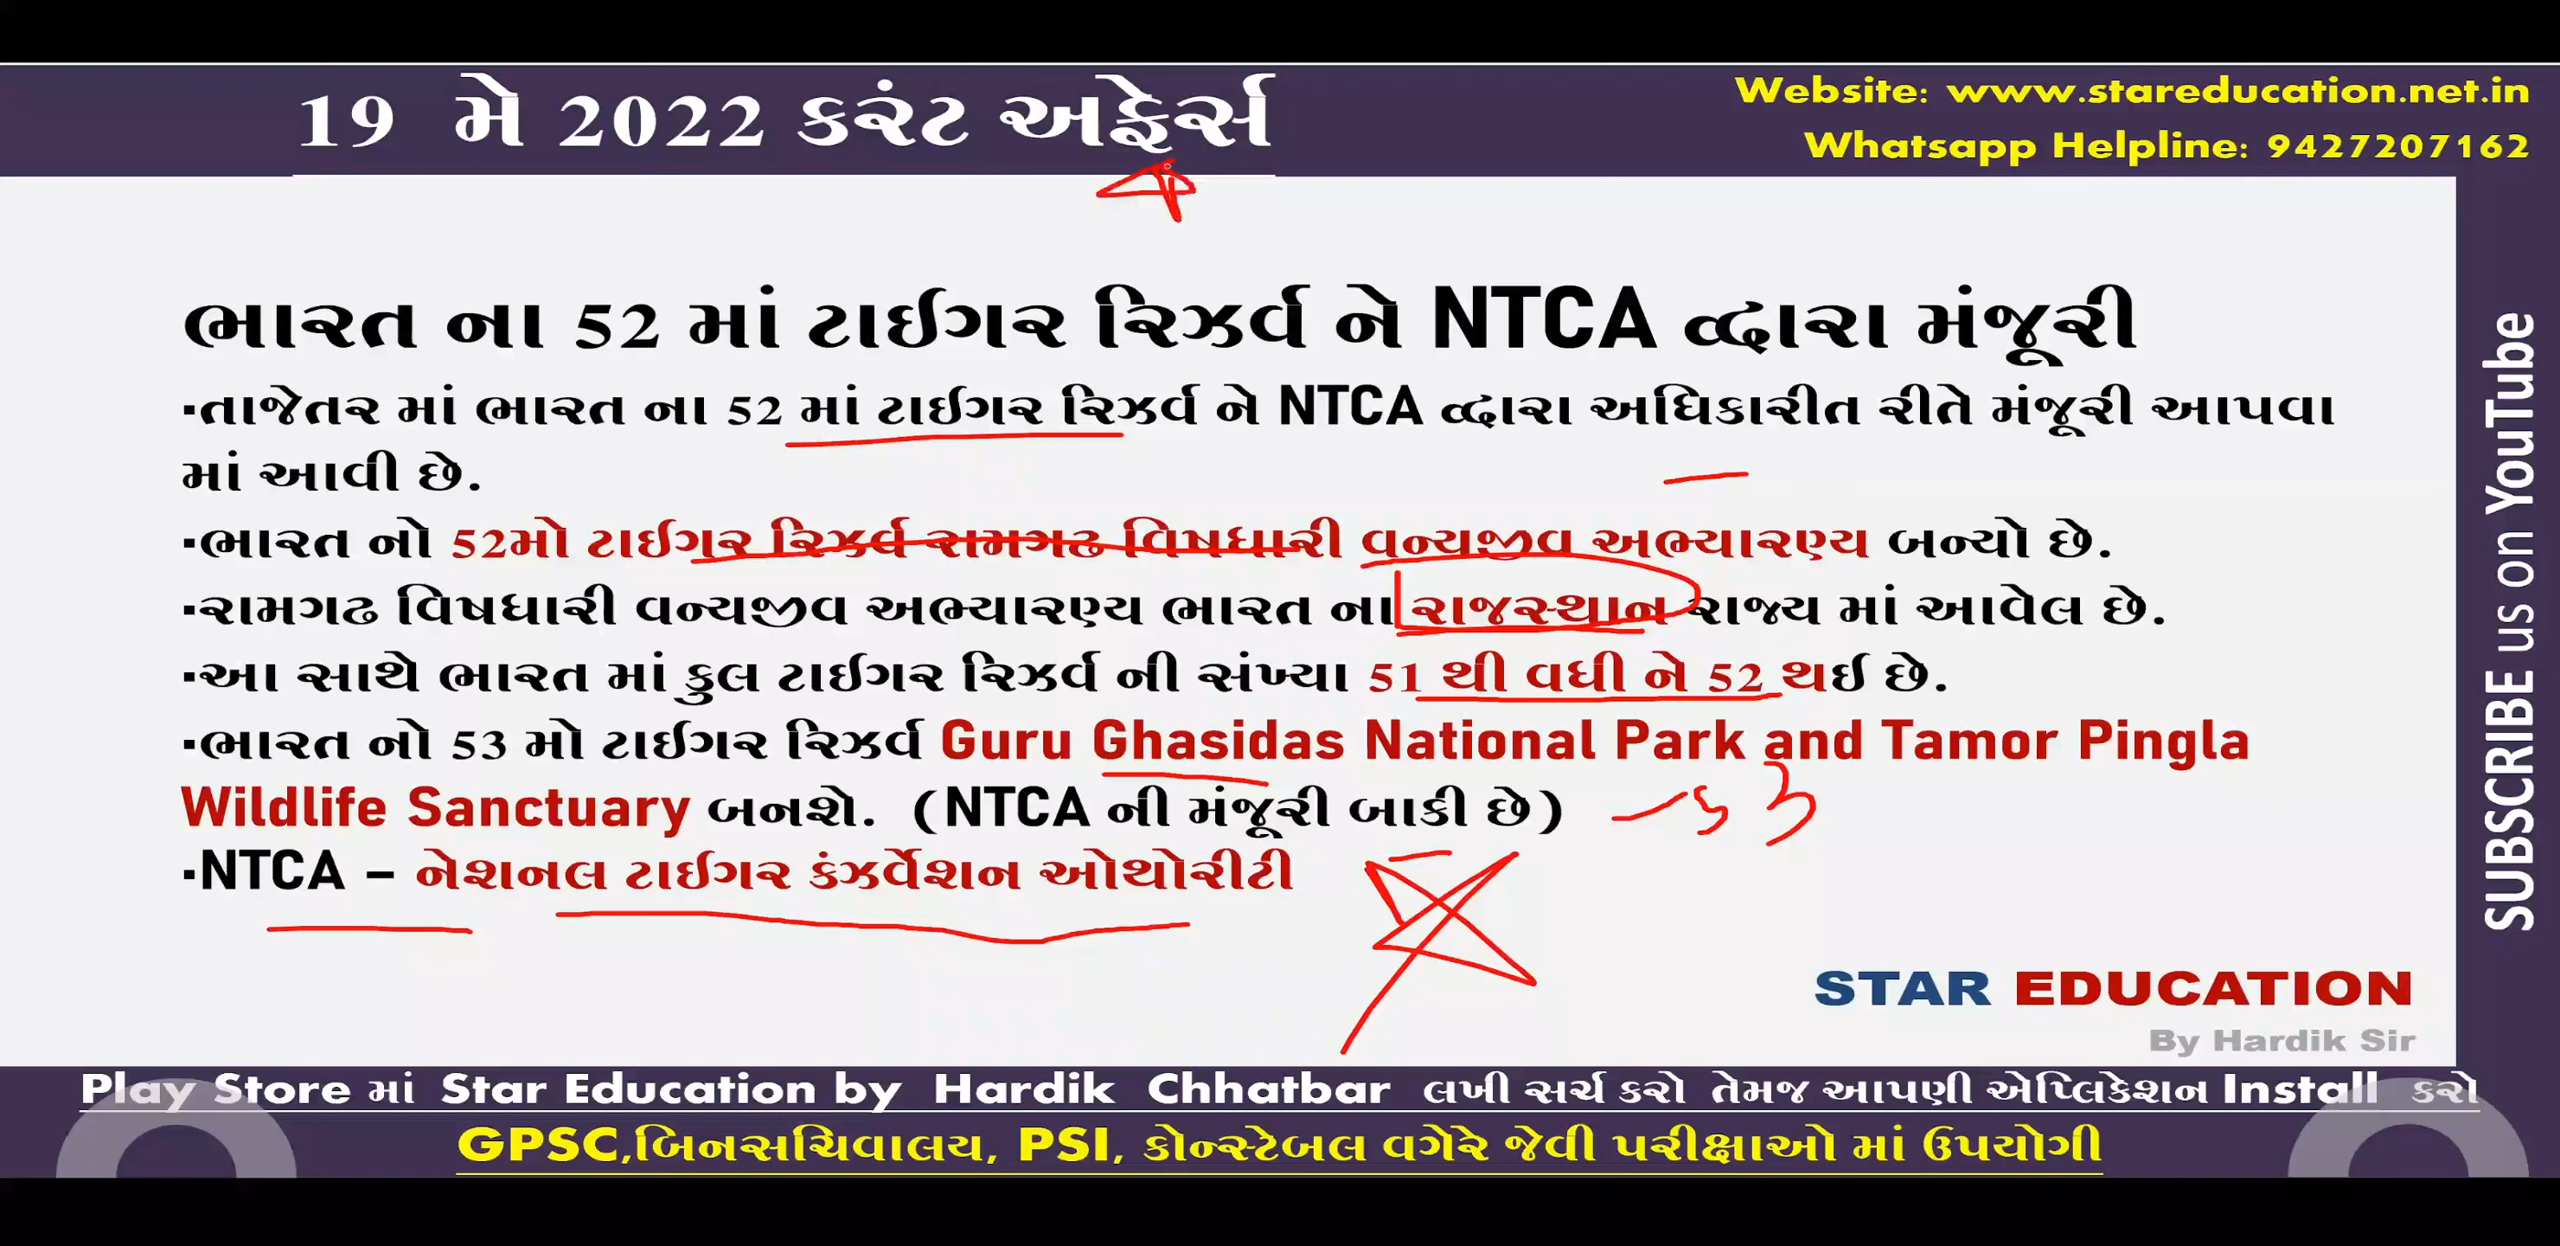 19 મે 2022 કરંટ અફેર્સ
Website: www.stareducation.net.in
Whatsapp Helpline: 9427207162
ભારત ના 52 માં ટાઈગર રિઝર્વ ને NTCA દ્વારા મંજૂરી
▪તાજેતર માં ભારત ના 52 માં ટાઈગર રિઝર્વ ને NTCA દ્વારા અધિકારીત રીતે મંજૂરી આપવા
માં આવી છે.
▪ભારત નો 52મો ટાઈગર રિઝર્વ રામગઢ વિષધારી વન્યજીવ અભ્યારણ્ય બન્યો છે.
▪રામગઢ વિષધારી વન્યજીવ અભ્યારણ્ય ભારત ના રાજસ્થાન રાજ્ય માં આવેલ છે.
▪આ સાથે ભારત માં કુલ ટાઈગર રિઝર્વ ની સંખ્યા 51 થી વધી ને 52 થઈ છે.
▪ભારત નો 53 મો ટાઈગર રિઝર્વ Guru Ghasidas National Park and Tamor Pingla
Wildlife Sanctuary બનશે. (NTCA ની મંજૂરી બાકી છે)
53
▪NTCA – નેશનલ ટાઈગર કંઝર્વેશન ઓથોરીટી
STAR EDUCATION
By Hardik Sir
SUBSCRIBE us on YouTube
Play Store માં Star Education by Hardik Chhatbar લખી સર્ચ કરો તેમજ આપણી એપ્લિકેશન Install કરો
GPSC,બિનસચિવાલય, PSI, કોન્સ્ટેબલ વગેરે જેવી પરીક્ષાઓ માં ઉપયોગી